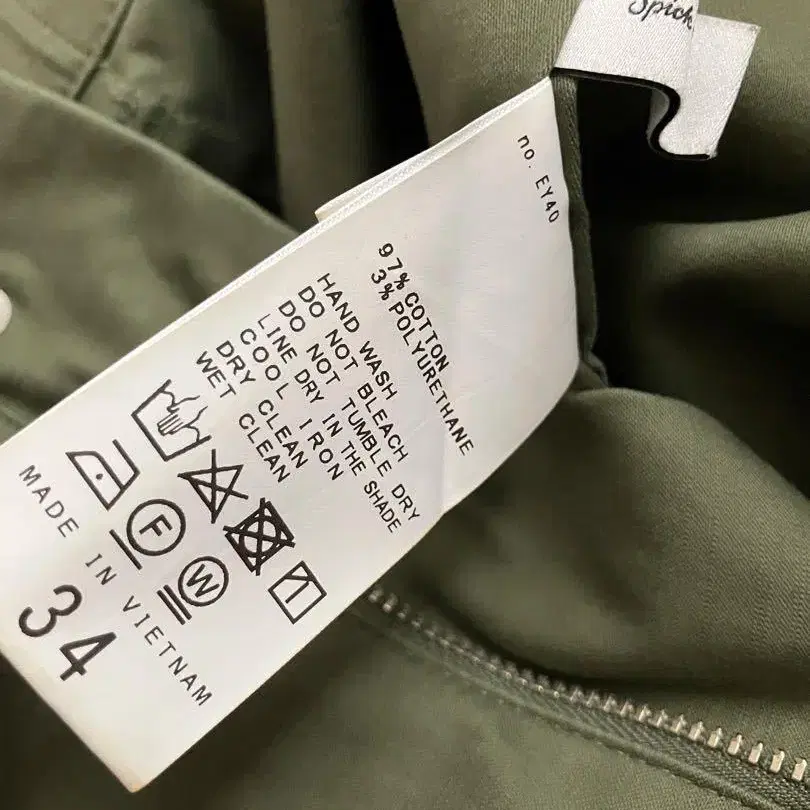 Spick
no. EY40
97% COTTON
3% POLYURETHANE
HAND WASH
DO NOT BLEACH
DO NOT TUMBLE DRY
LINE DRY IN THE SHADE
COOL IRON
DRY CLEAN
WET CLEAN
F
W
MADE IN VIETNAM
34